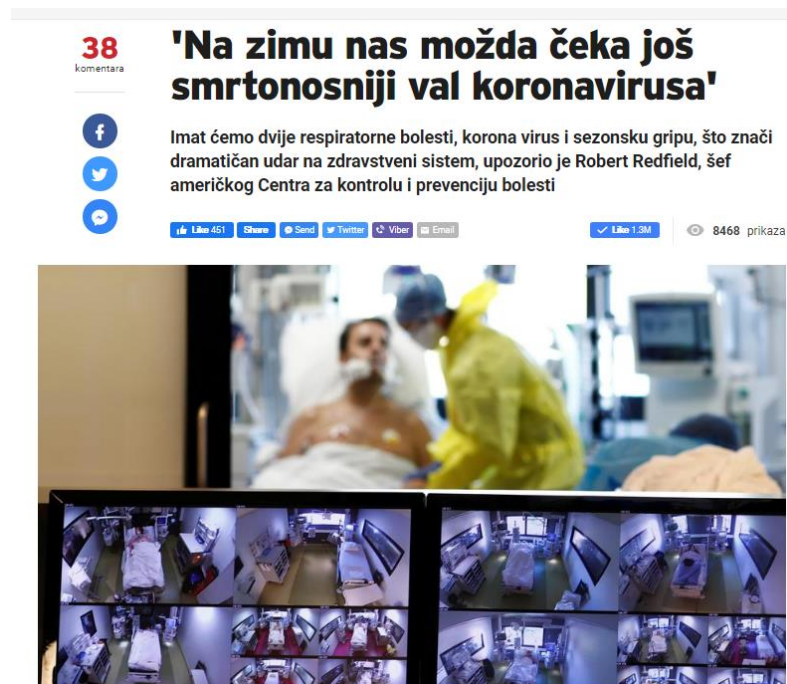 38
komentara
'Na zimu nas možda čeka još
smrtonosniji val koronavirusa'
Imat ćemo dvije respiratorne bolesti, korona virus i sezonsku gripu, što znači
dramatičan udar na zdravstveni sistem, upozorio je Robert Redfield, šef
američkog Centra za kontrolu i prevenciju bolesti
Like 451 Share Send Twitter Viber Email Like 1.3M 8468 prikaza